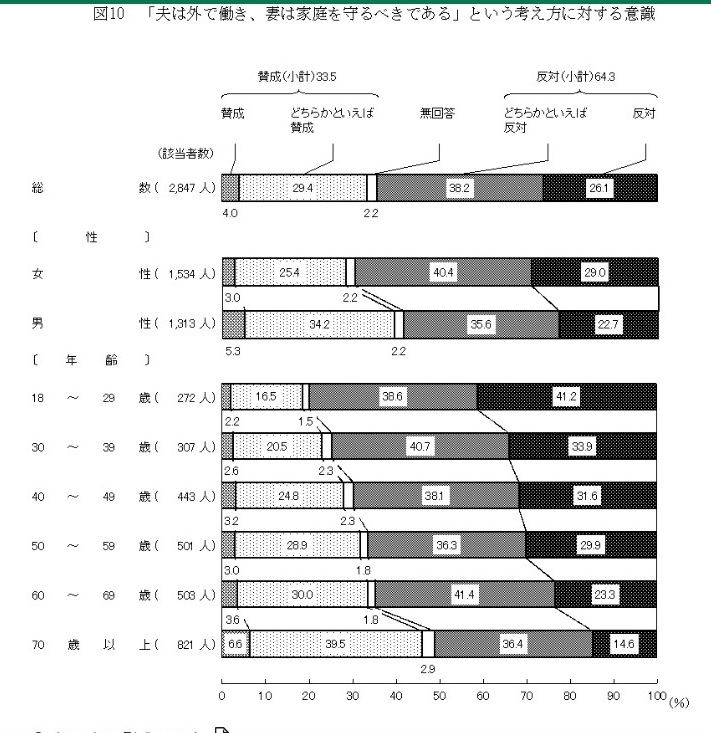 図10　「夫は外で働き、妻は家庭を守るべきである」という考え方に対する意識
賛成(小計)33.5　反対(小計)64.3
賛成　どちらかといえば賛成　無回答　どちらかといえば反対　反対
(該当者数)
総　数 ( 2,847 人)　29.4　38.2　26.1
4.0　2.2
〔　性　〕
女　性 ( 1,534 人)　25.4　40.4　29.0
3.0　2.2
男　性 ( 1,313 人)　34.2　35.6　22.7
5.3　2.2
〔　年　齢　〕
18　～　29　歳 ( 272 人)　16.5　38.6　41.2
2.2　1.5
30　～　39　歳 ( 307 人)　20.5　40.7　33.9
2.6　2.3
40　～　49　歳 ( 443 人)　24.8　38.1　31.6
3.2　2.3
50　～　59　歳 ( 501 人)　28.9　36.3　29.9
3.0　1.8
60　～　69　歳 ( 503 人)　30.0　41.4　23.3
3.6　1.8
70　歳　以　上 ( 821 人)　6.6　39.5　36.4　14.6
2.9
0　10　20　30　40　50　60　70　80　90　100 (%)